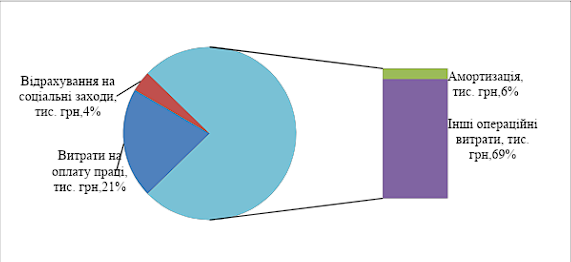 Відрахування на
соціальні заходи,
тис. грн,4%
Витрати на
оплату праці,
тис. грн,21%
Амортизація,
тис. грн,6%
Інші операційні
витрати, тис.
грн,69%